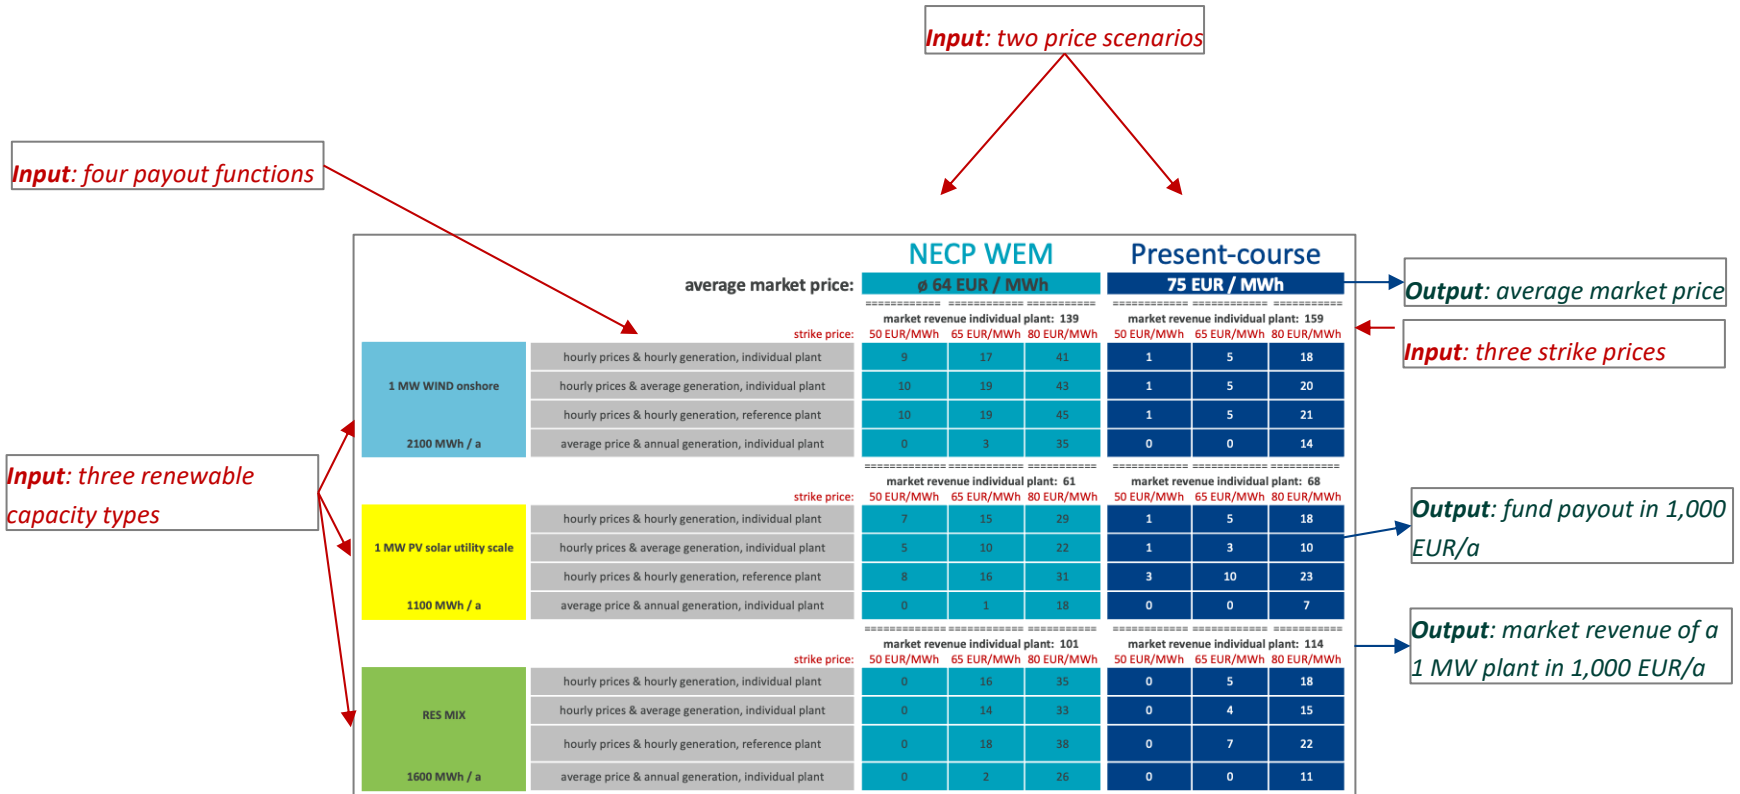 Input: two price scenarios
Input: four payout functions
NECP WEM Present-course
average market price: ø 64 EUR / MWh 75 EUR / MWh
Output: average market price
============ ============ =========== =========== ============ ===========
market revenue individual plant: 139 market revenue individual plant: 159
strike price: 50 EUR/MWh 65 EUR/MWh 80 EUR/MWh 50 EUR/MWh 65 EUR/MWh 80 EUR/MWh
Input: three strike prices
hourly prices & hourly generation, individual plant 9 17 41 1 5 18
1 MW WIND onshore hourly prices & average generation, individual plant 10 19 43 1 5 20
hourly prices & hourly generation, reference plant 10 19 45 1 5 21
2100 MWh / a average price & annual generation, individual plant 0 3 35 0 0 14
============ ============ =========== =========== ============ ===========
Input: three renewable
capacity types
market revenue individual plant: 61 market revenue individual plant: 68
strike price: 50 EUR/MWh 65 EUR/MWh 80 EUR/MWh 50 EUR/MWh 65 EUR/MWh 80 EUR/MWh
hourly prices & hourly generation, individual plant 7 15 29 1 5 18
1 MW PV solar utility scale hourly prices & average generation, individual plant 5 10 22 1 3 10
Output: fund payout in 1,000
EUR/a
hourly prices & hourly generation, reference plant 8 16 31 3 10 23
1100 MWh / a average price & annual generation, individual plant 0 1 18 0 0 7
============ ============ =========== =========== ============ ===========
market revenue individual plant: 101 market revenue individual plant: 114
strike price: 50 EUR/MWh 65 EUR/MWh 80 EUR/MWh 50 EUR/MWh 65 EUR/MWh 80 EUR/MWh
Output: market revenue of a
1 MW plant in 1,000 EUR/a
hourly prices & hourly generation, individual plant 0 16 35 0 5 18
RES MIX hourly prices & average generation, individual plant 0 14 33 0 4 15
hourly prices & hourly generation, reference plant 0 18 38 0 7 22
1600 MWh / a average price & annual generation, individual plant 0 2 26 0 0 11